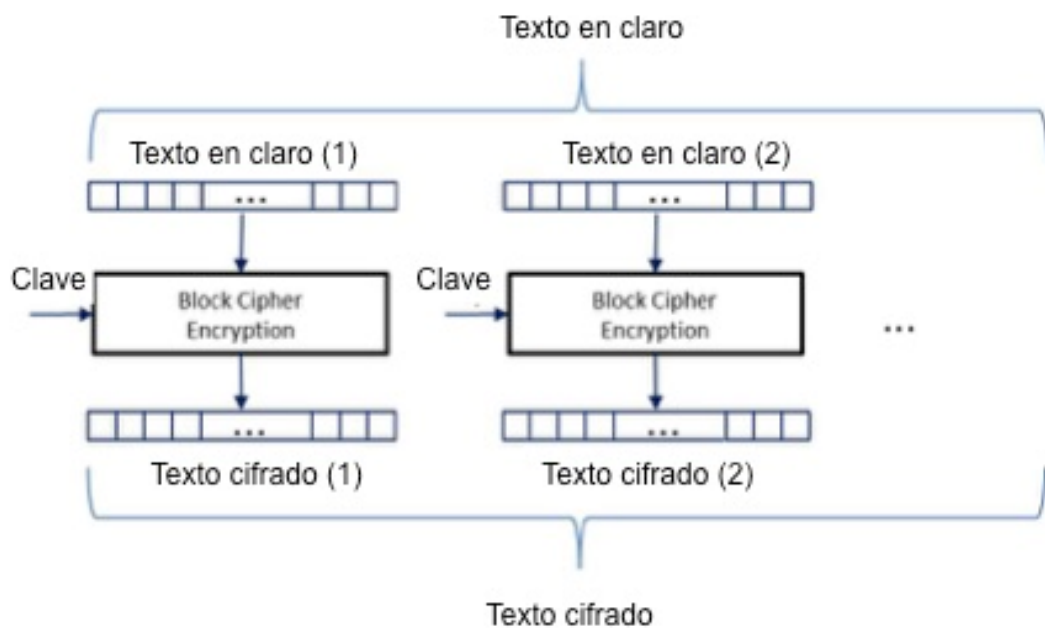 Texto en claro
Texto en claro (1)
Texto en claro (2)
...
...
Clave
Block Cipher
Encryption
Clave
Block Cipher
Encryption
...
...
...
Texto cifrado (1)
Texto cifrado (2)
Texto cifrado